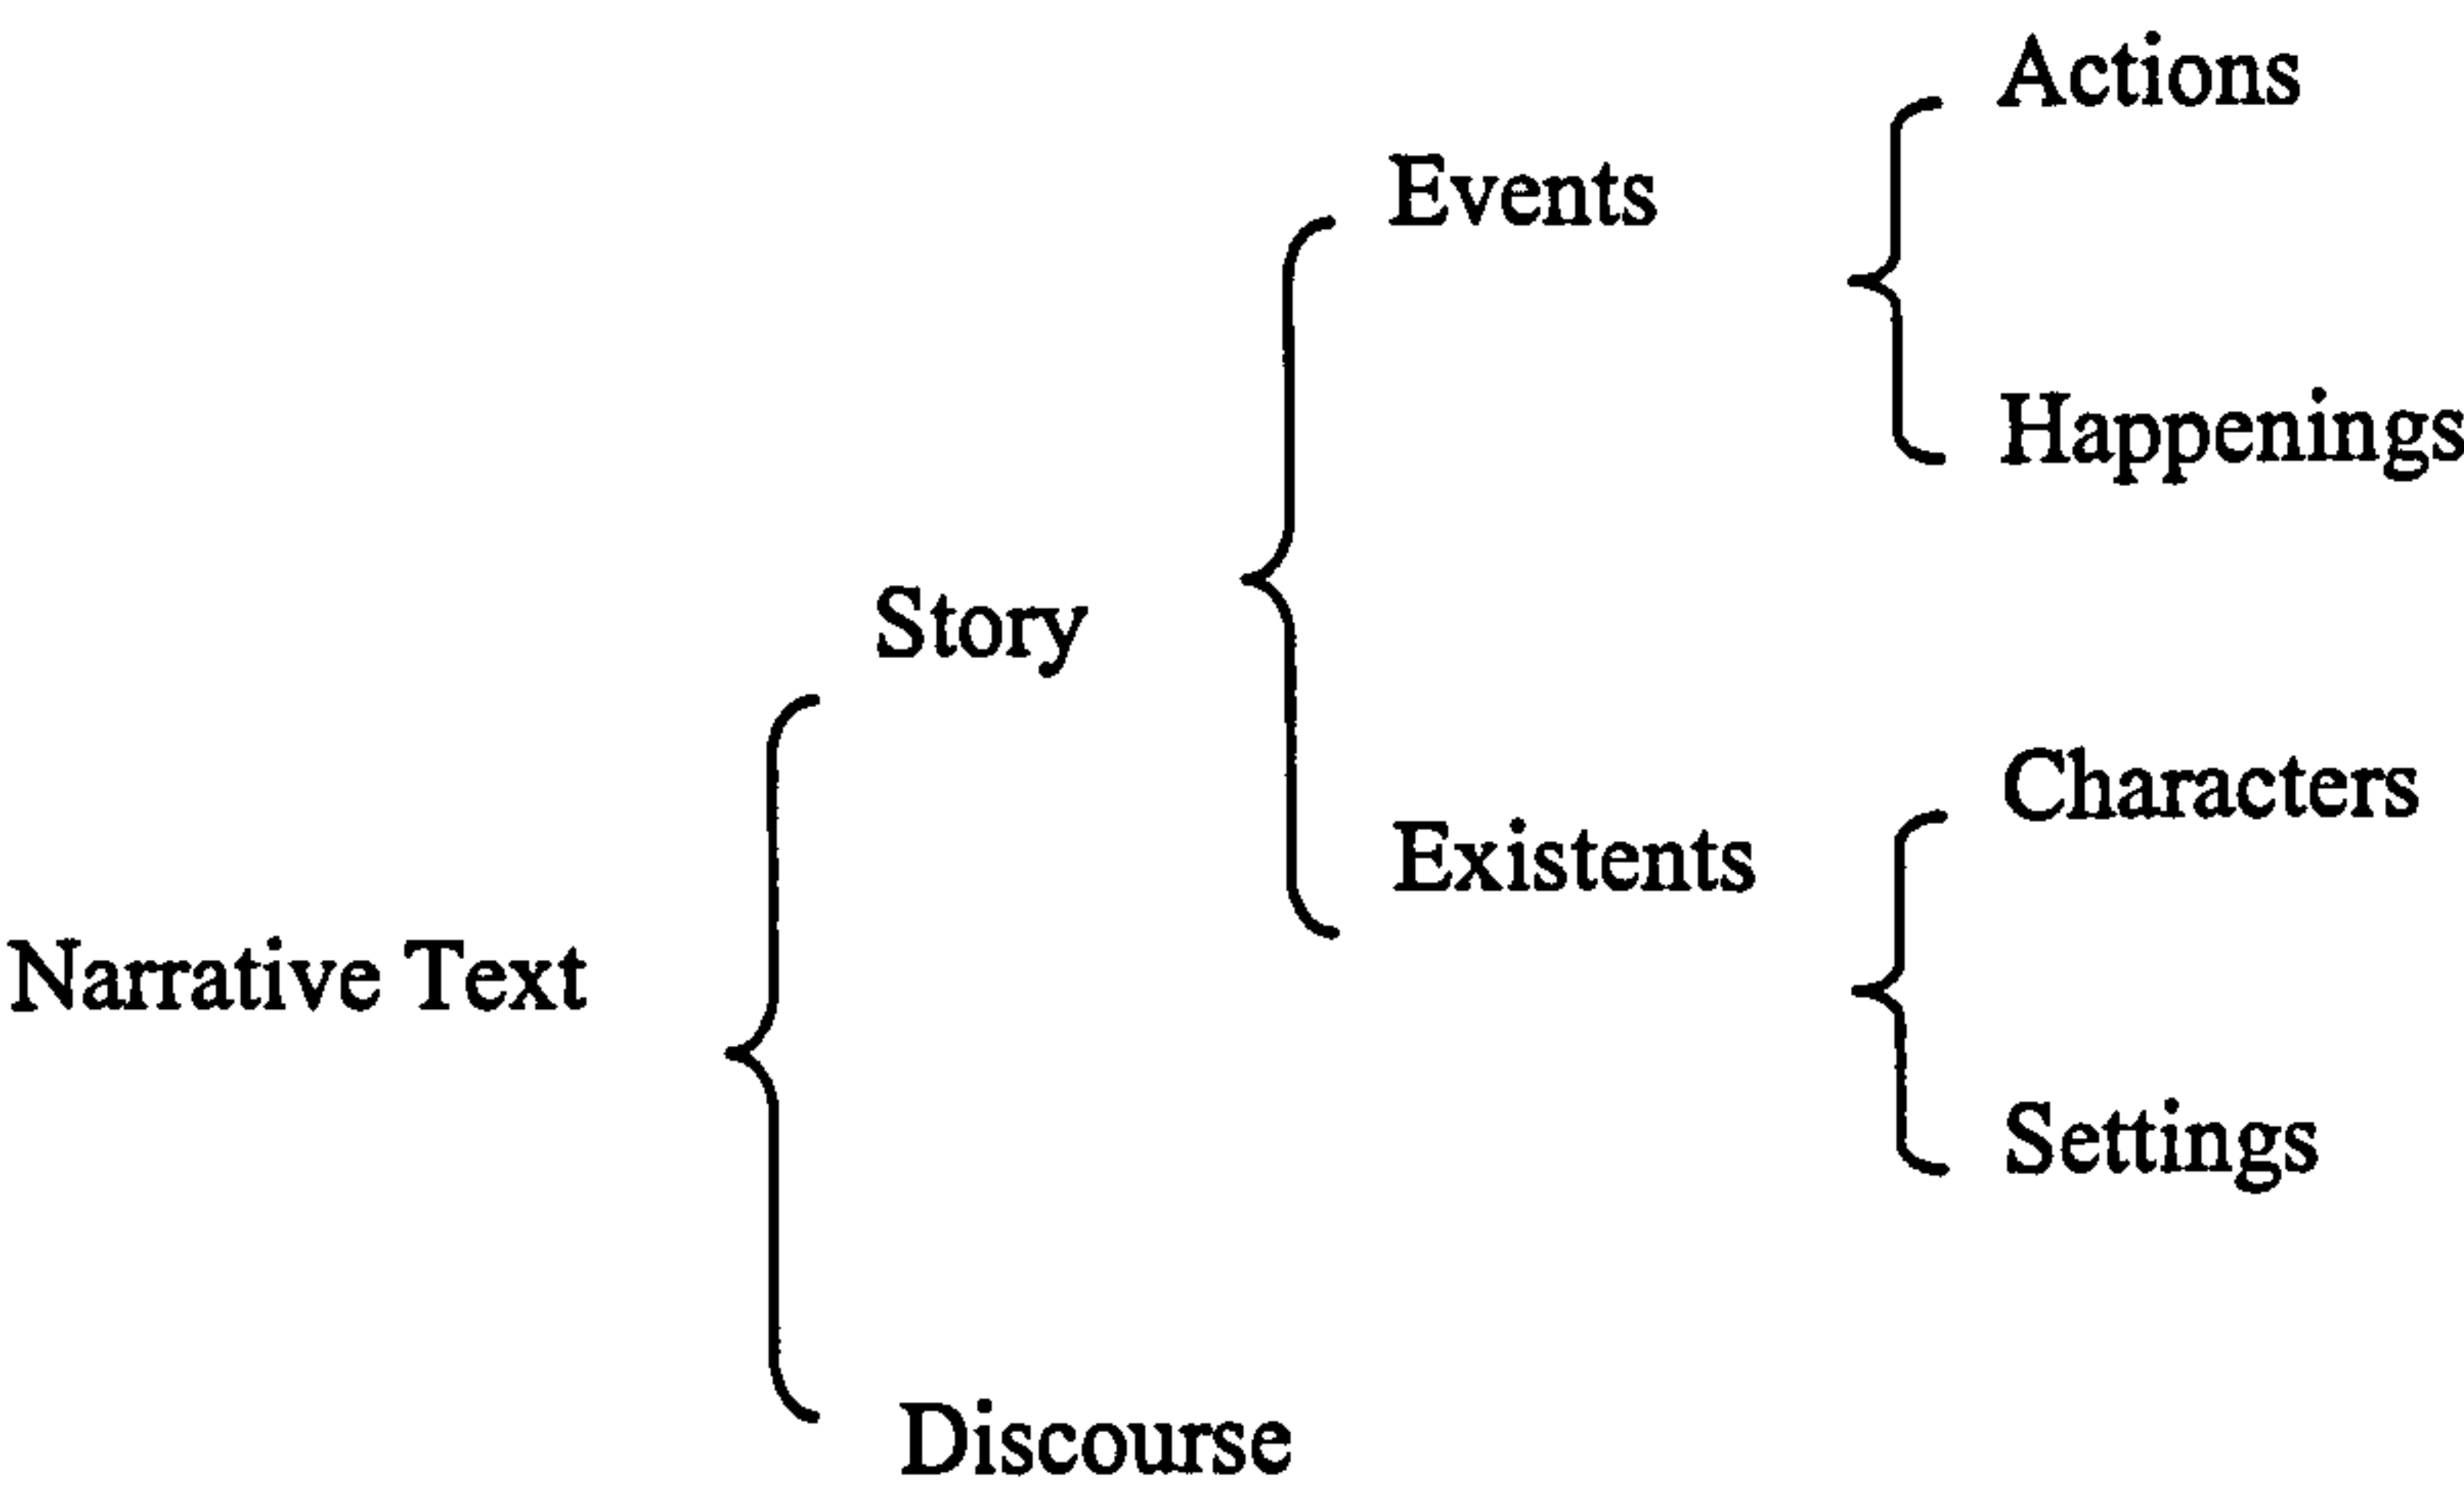 Actions
Events
Happenings
Story
Characters
Existents
Narrative Text
Settings
Discourse